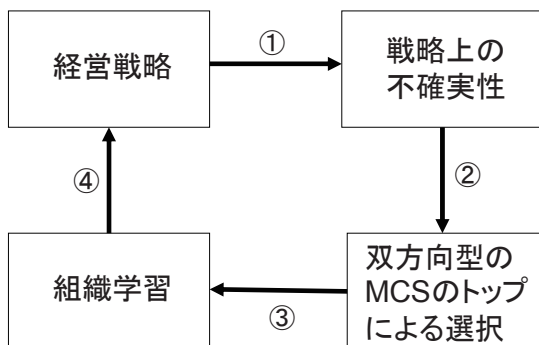 経営戦略
①
戦略上の
不確実性
④
②
組織学習
③
双方向型の
MCSのトップ
による選択